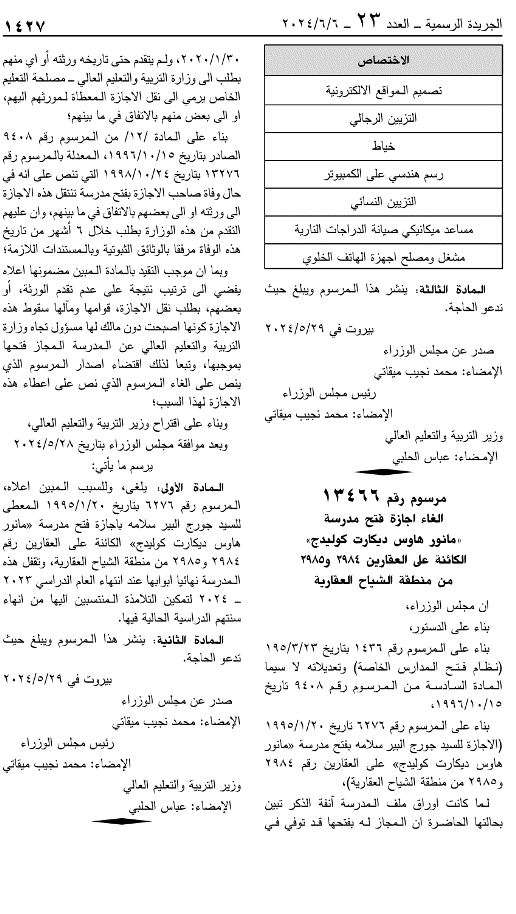 الجريدة الرسمية ــ العدد ٢٣ ــ ٢٠٢٤/٦/٦
١٤٢٧
الاختصاص
تصميم المواقع الالكترونية
التزيين الرجالي
خياط
رسم هندسي على الكمبيوتر
التزيين النسائي
مساعد ميكانيكي صيانة الدراجات النارية
مشغل ومصلح اجهزة الهاتف الخلوي
المادة الثالثة: ينشر هذا المرسوم ويبلغ حيث
تدعو الحاجة.
بيروت في ٢٠٢٤/٥/٢٩
صدر عن مجلس الوزراء
الإمضاء: محمد نجيب ميقاتي
رئيس مجلس الوزراء
الإمضاء: محمد نجيب ميقاتي
وزير التربية والتعليم العالي
الإمضاء: عباس الحلبي
مرسوم رقم ١٣٤٦٦
الغاء اجازة فتح مدرسة
«مانور هاوس ديكارت كوليدج»
الكائنة على العقارين ٢٩٨٤ و٢٩٨٥
من منطقة الشياح العقارية
ان مجلس الوزراء،
بناء على الدستور،
بناء على المرسوم رقم ١٤٣٦ بتاريخ ١٩٥/٣/٢٣
(نظام فتح المدارس الخاصة) وتعديلاته لا سيما
المادة السادسة من المرسوم رقم ٩٤٠٨ تاريخ
١٩٩٦/١٠/١٥،
بناء على المرسوم رقم ٦٢٧٦ تاريخ ١٩٩٥/١/٢٠
(الاجازة للسيد جورج البير سلامه بفتح مدرسة «مانور
هاوس ديكارت كوليدج» على العقارين رقم ٢٩٨٤
و٢٩٨٥ من منطقة الشياح العقارية)،
لما كانت اوراق ملف المدرسة آنفة الذكر تبين
بحالتها الحاضرة ان المجاز له بفتحها قد توفي في
٢٠٢٠/١/٣٠، ولم يتقدم حتى تاريخه ورثته أو اي منهم
بطلب الى وزارة التربية والتعليم العالي ــ مصلحة التعليم
الخاص يرمي الى نقل الاجازة المعطاة لمورثهم اليهم،
او الى بعض منهم بالاتفاق في ما بينهم؛
بناء على المادة /١٢/ من المرسوم رقم ٩٤٠٨
الصادر بتاريخ ١٩٩٦/١٠/١٥، المعدلة بالمرسوم رقم
١٣٢٧٦ بتاريخ ١٩٩٨/١٠/٢٤ التي تنص على انه في
حال وفاة صاحب الاجازة بفتح مدرسة تنتقل هذه الاجازة
الى ورثته او الى بعضهم بالاتفاق في ما بينهم، وان عليهم
التقدم من هذه الوزارة بطلب خلال ٦ أشهر من تاريخ
هذه الوفاة مرفقا بالوثائق الثبوتية وبالمستندات اللازمة؛
وبما ان موجب التقيد بالمادة المبين مضمونها اعلاه
يفضي الى ترتيب نتيجة على عدم تقدم الورثة، أو
بعضهم، بطلب نقل الاجازة، قوامها ومآلها سقوط هذه
الاجازة كونها اصبحت دون مالك لها مسؤول تجاه وزارة
التربية والتعليم العالي عن المدرسة المجاز فتحها
بموجبها، وتبعا لذلك اقتضاء اصدار المرسوم الذي
ينص على الغاء المرسوم الذي نص على اعطاء هذه
الاجازة لهذا السبب؛
وبناء على اقتراح وزير التربية والتعليم العالي،
وبعد موافقة مجلس الوزراء بتاريخ ٢٠٢٤/٥/٢٨
يرسم ما يأتي:
المادة الأولى: يلغى، وللسبب المبين اعلاه،
المرسوم رقم ٦٢٧٦ بتاريخ ١٩٩٥/١/٢٠ المعطى
للسيد جورج البير سلامه باجازة فتح مدرسة «مانور
هاوس ديكارت كوليدج» الكائنة على العقارين رقم
٢٩٨٤ و٢٩٨٥ من منطقة الشياح العقارية، وتقفل هذه
المدرسة نهائيا ابوابها عند انتهاء العام الدراسي ٢٠٢٣
ــ ٢٠٢٤ لتمكين التلامذة المنتسبين اليها من انهاء
سنتهم الدراسية الحالية فيها.
المادة الثانية: ينشر هذا المرسوم ويبلغ حيث
تدعو الحاجة.
بيروت في ٢٠٢٤/٥/٢٩
صدر عن مجلس الوزراء
الإمضاء: محمد نجيب ميقاتي
رئيس مجلس الوزراء
الإمضاء: محمد نجيب ميقاتي
وزير التربية والتعليم العالي
الإمضاء: عباس الحلبي